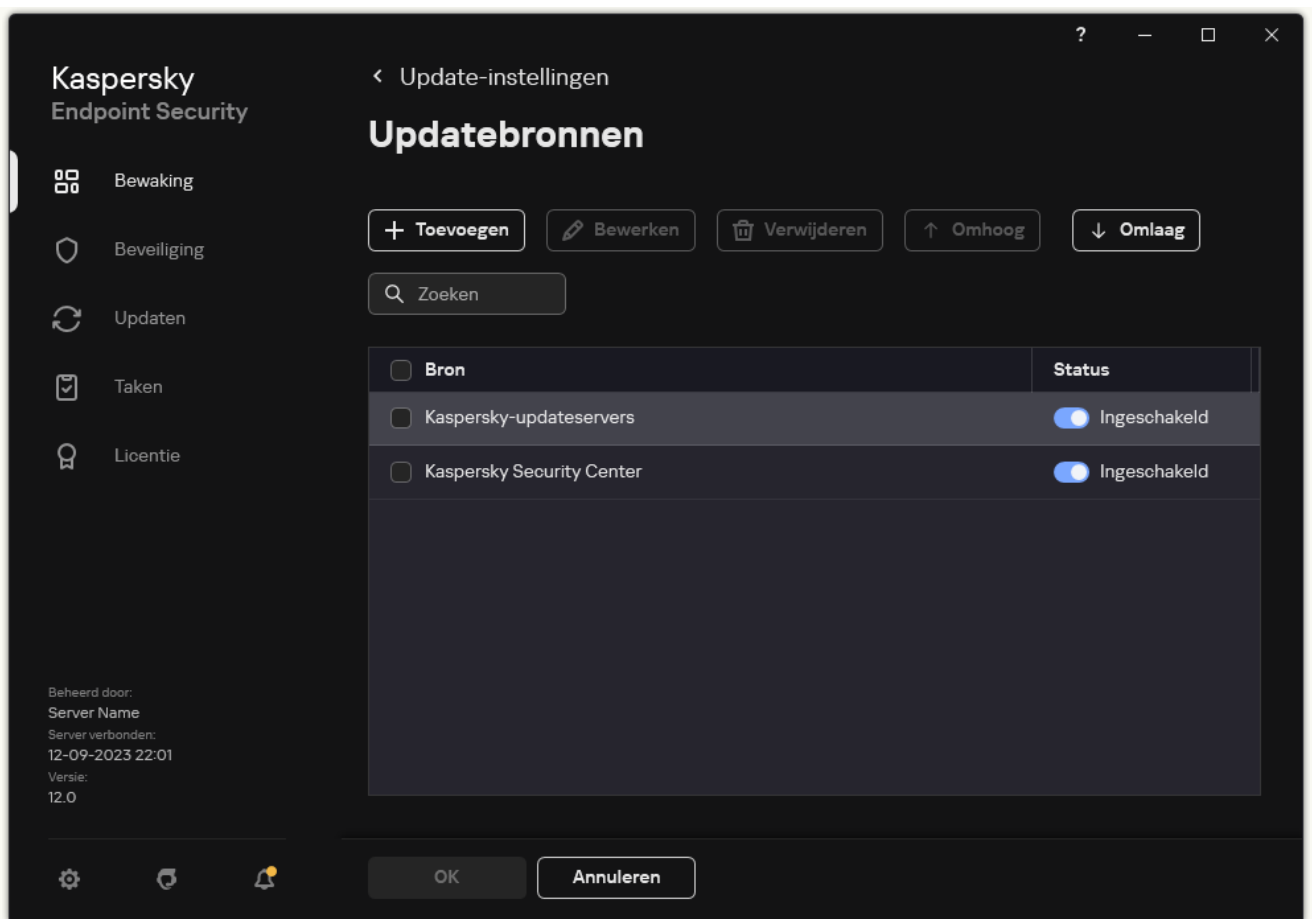 ?
Kaspersky
Endpoint Security
Bewaking
Beveiliging
Updaten
Taken
Licentie
Beheerd door:
Server Name
Server verbonden:
12-09-2023 22:01
Versie:
12.0
Update-instellingen
Updatebronnen
Toevoegen Bewerken Verwijderen Omhoog Omlaag
Zoeken
Bron Status
Kaspersky-updateservers Ingeschakeld
Kaspersky Security Center Ingeschakeld
OK Annuleren